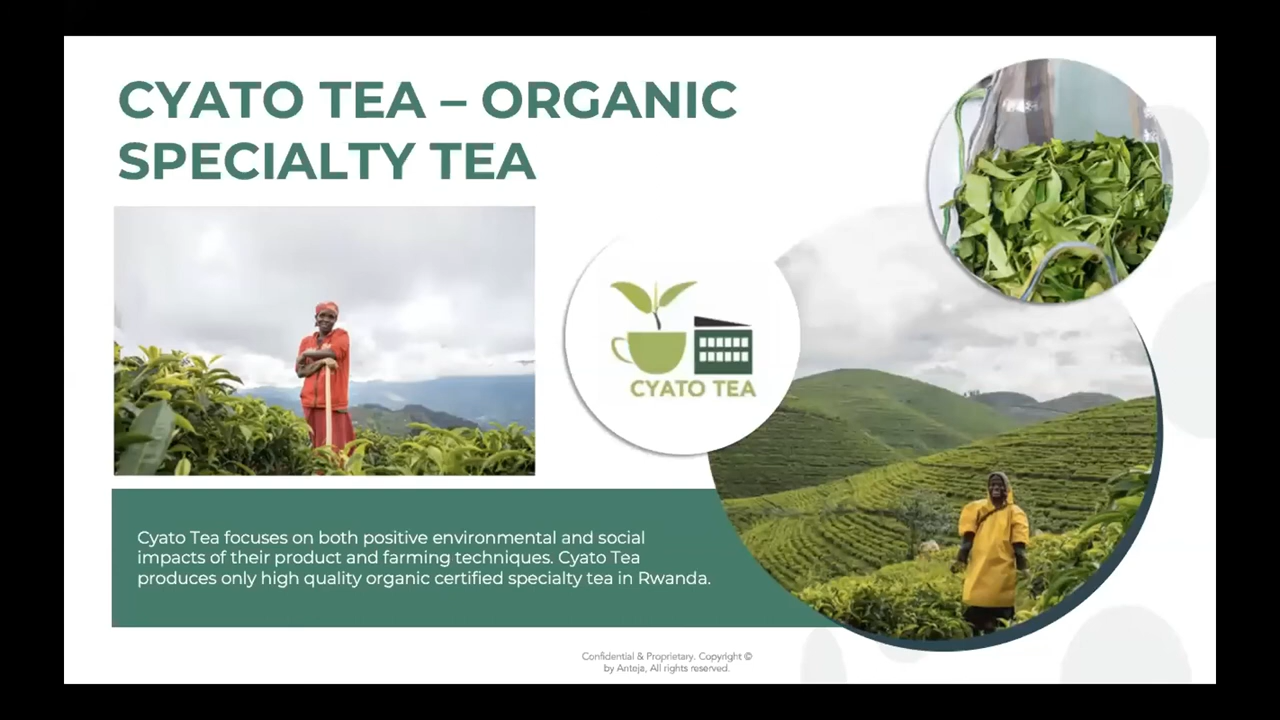 CYATO TEA – ORGANIC
SPECIALTY TEA
CYATO TEA
Cyato Tea focuses on both positive environmental and social
impacts of their product and farming techniques. Cyato Tea
produces only high quality organic certified specialty tea in Rwanda.
Confidential & Proprietary. Copyright ©
by Anteja, All rights reserved.